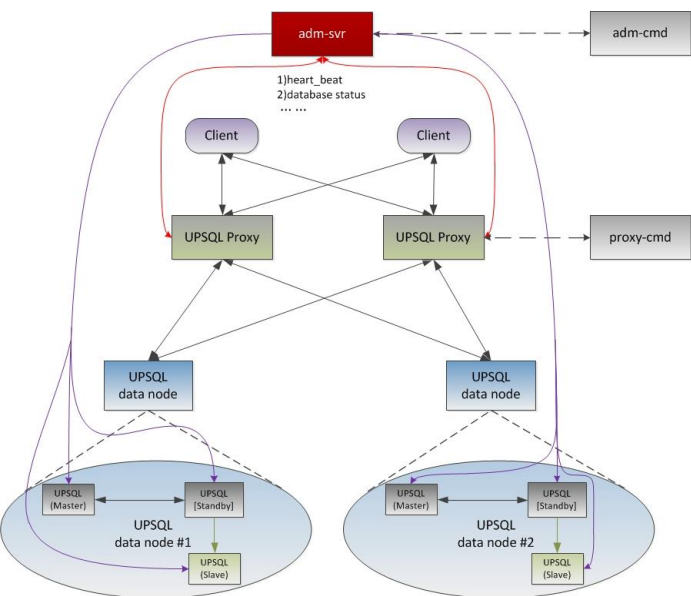 adm-svr
adm-cmd
1)heart_beat
2)database status
... ...
Client
Client
UPSQL Proxy
UPSQL Proxy
proxy-cmd
UPSQL
data node
UPSQL
data node
UPSQL
(Master)
UPSQL
[Standby]
UPSQL
data node #1
UPSQL
(Slave)
UPSQL
(Master)
UPSQL
[Standby]
UPSQL
data node #2
UPSQL
(Slave)